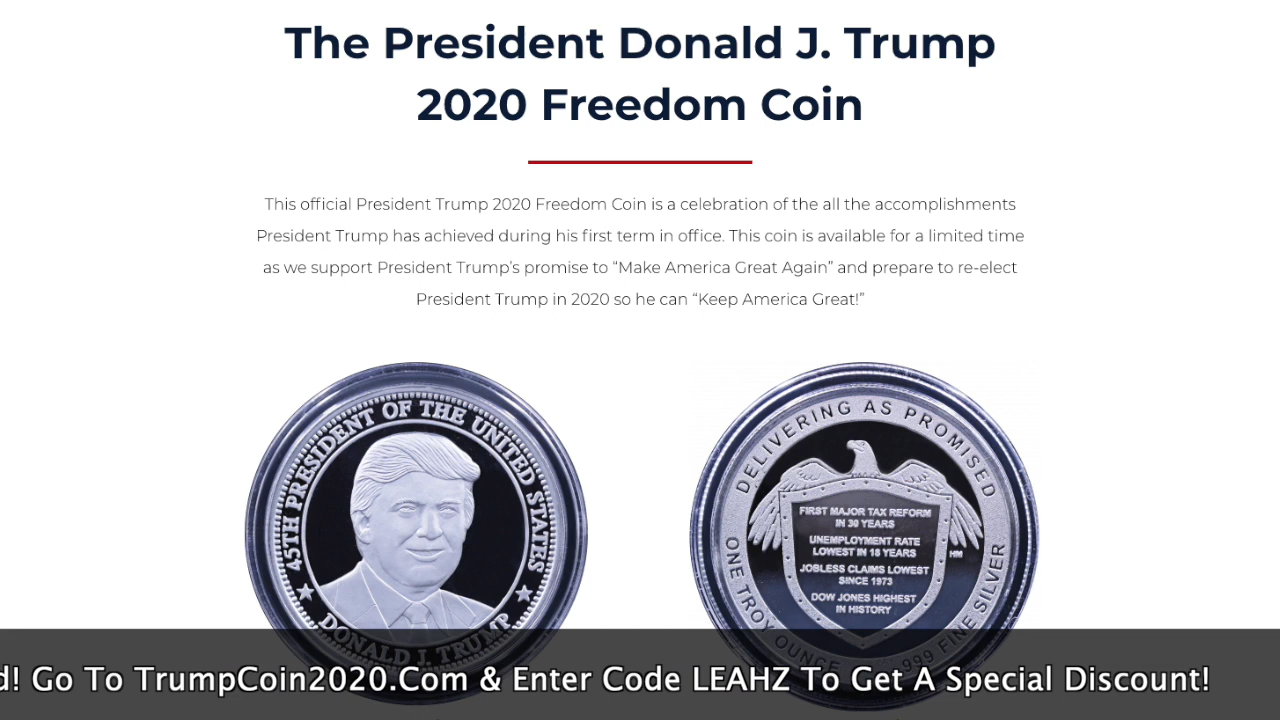 The President Donald J. Trump
2020 Freedom Coin
This official President Trump 2020 Freedom Coin is a celebration of the all the accomplishments
President Trump has achieved during his first term in office. This coin is available for a limited time
as we support President Trump's promise to “Make America Great Again” and prepare to re-elect
President Trump in 2020 so he can “Keep America Great!”
45TH PRESIDENT OF THE UNITED STATES
DONALD J. TRUMP
DELIVERING AS PROMISED
FIRST MAJOR TAX REFORM
IN 30 YEARS
UNEMPLOYMENT RATE
LOWEST IN 18 YEARS
HM
JOBLESS CLAIMS LOWEST
SINCE 1973
DOW JONES HIGHEST
IN HISTORY
ONE TROY OUNCE .999 FINE SILVER
d! Go To TrumpCoin2020.Com & Enter Code LEAHZ To Get A Special Discount!